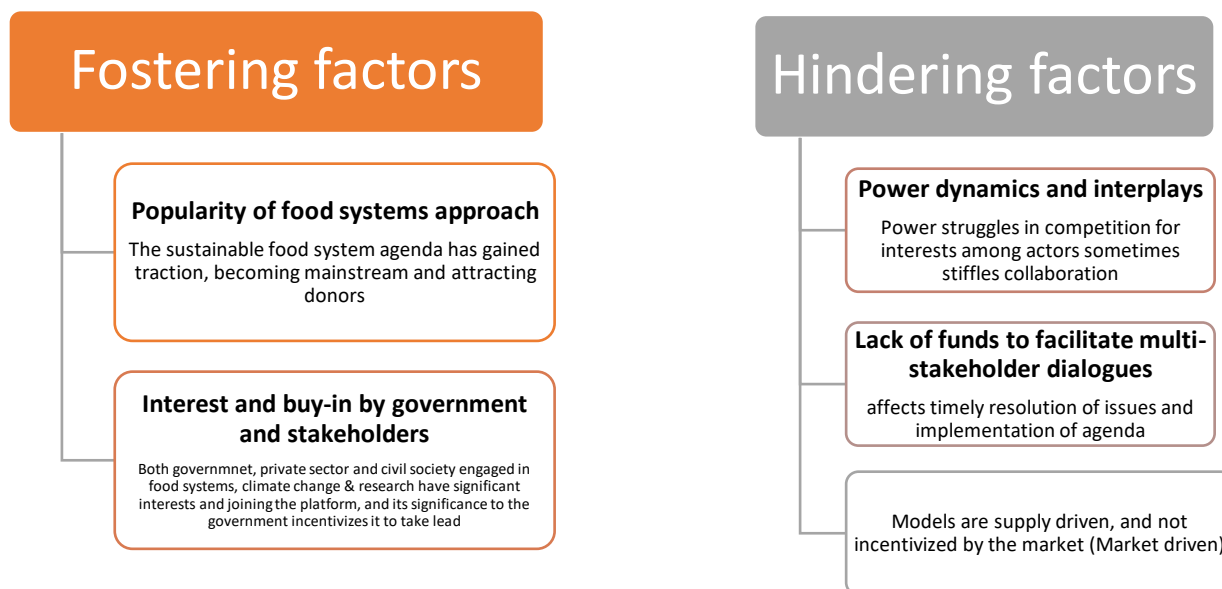 Fostering factors
Popularity of food systems approach
The sustainable food system agenda has gained
traction, becoming mainstream and attracting
donors
Interest and buy-in by government
and stakeholders
Both governmnet, private sector and civil society engaged in
food systems, climate change & research have significant
interests and joining the platform, and its significance to the
government incentivizes it to take lead
Hindering factors
Power dynamics and interplays
Power struggles in competition for
interests among actors sometimes
stiffles collaboration
Lack of funds to facilitate multi-
stakeholder dialogues
affects timely resolution of issues and
implementation of agenda
Models are supply driven, and not
incentivized by the market (Market driven)